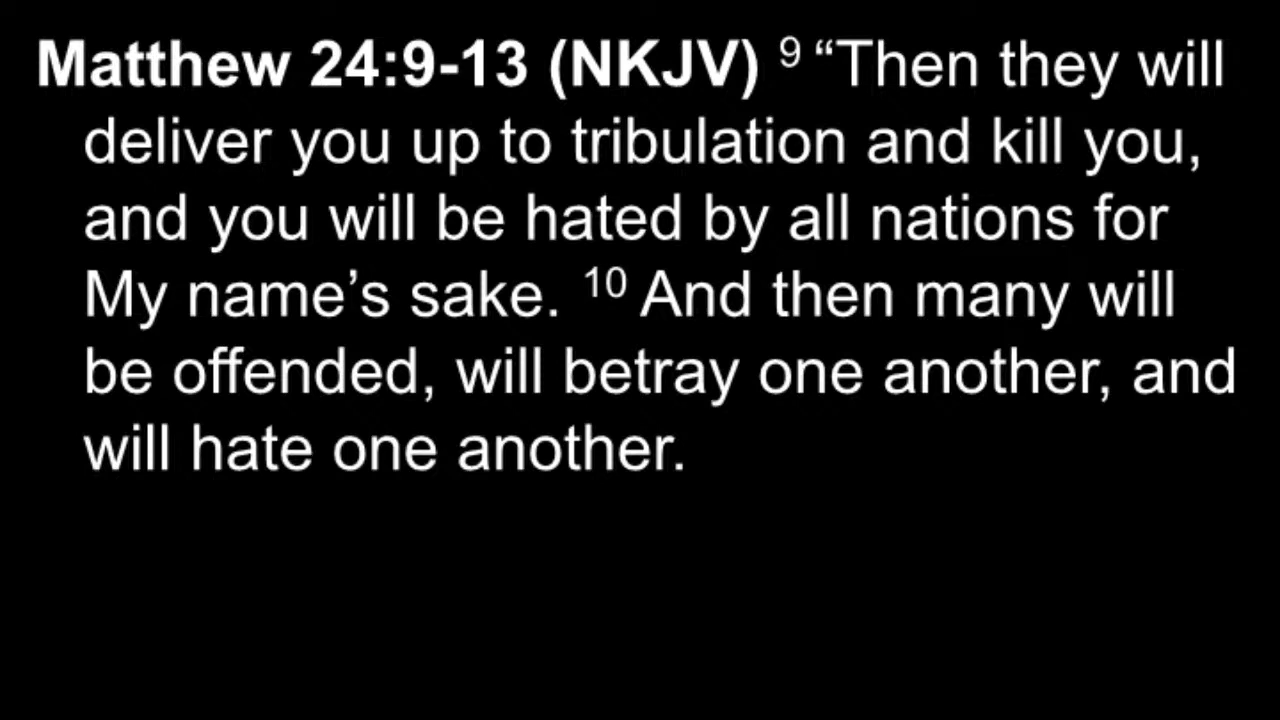 Matthew 24:9-13 (NKJV) 9 “Then they will
deliver you up to tribulation and kill you,
and you will be hated by all nations for
My name’s sake. 10 And then many will
be offended, will betray one another, and
will hate one another.